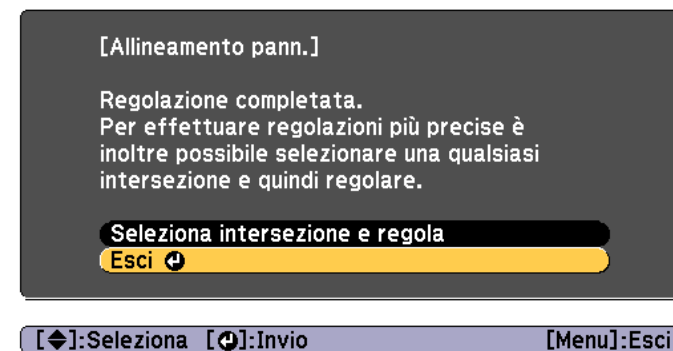 [Allineamento pann.]
Regolazione completata.
Per effettuare regolazioni più precise è
inoltre possibile selezionare una qualsiasi
intersezione e quindi regolare.
Seleziona intersezione e regola
Esci
[]:Seleziona []:Invio [Menu]:Esci